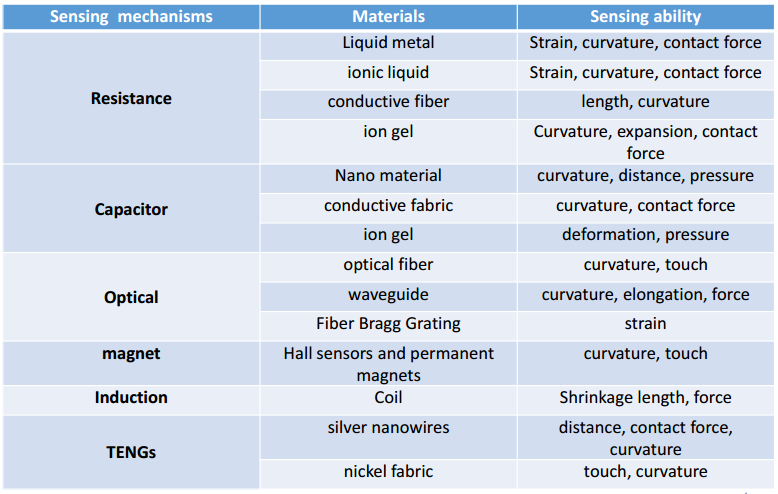 Sensing mechanisms Materials Sensing ability
Liquid metal Strain, curvature, contact force
ionic liquid Strain, curvature, contact force
Resistance
conductive fiber length, curvature
ion gel Curvature, expansion, contact
force
Nano material curvature, distance, pressure
Capacitor conductive fabric curvature, contact force
ion gel deformation, pressure
optical fiber curvature, touch
Optical waveguide curvature, elongation, force
Fiber Bragg Grating strain
magnet Hall sensors and permanent curvature, touch
magnets
Induction Coil Shrinkage length, force
silver nanowires distance, contact force,
curvature
TENGs
nickel fabric touch, curvature